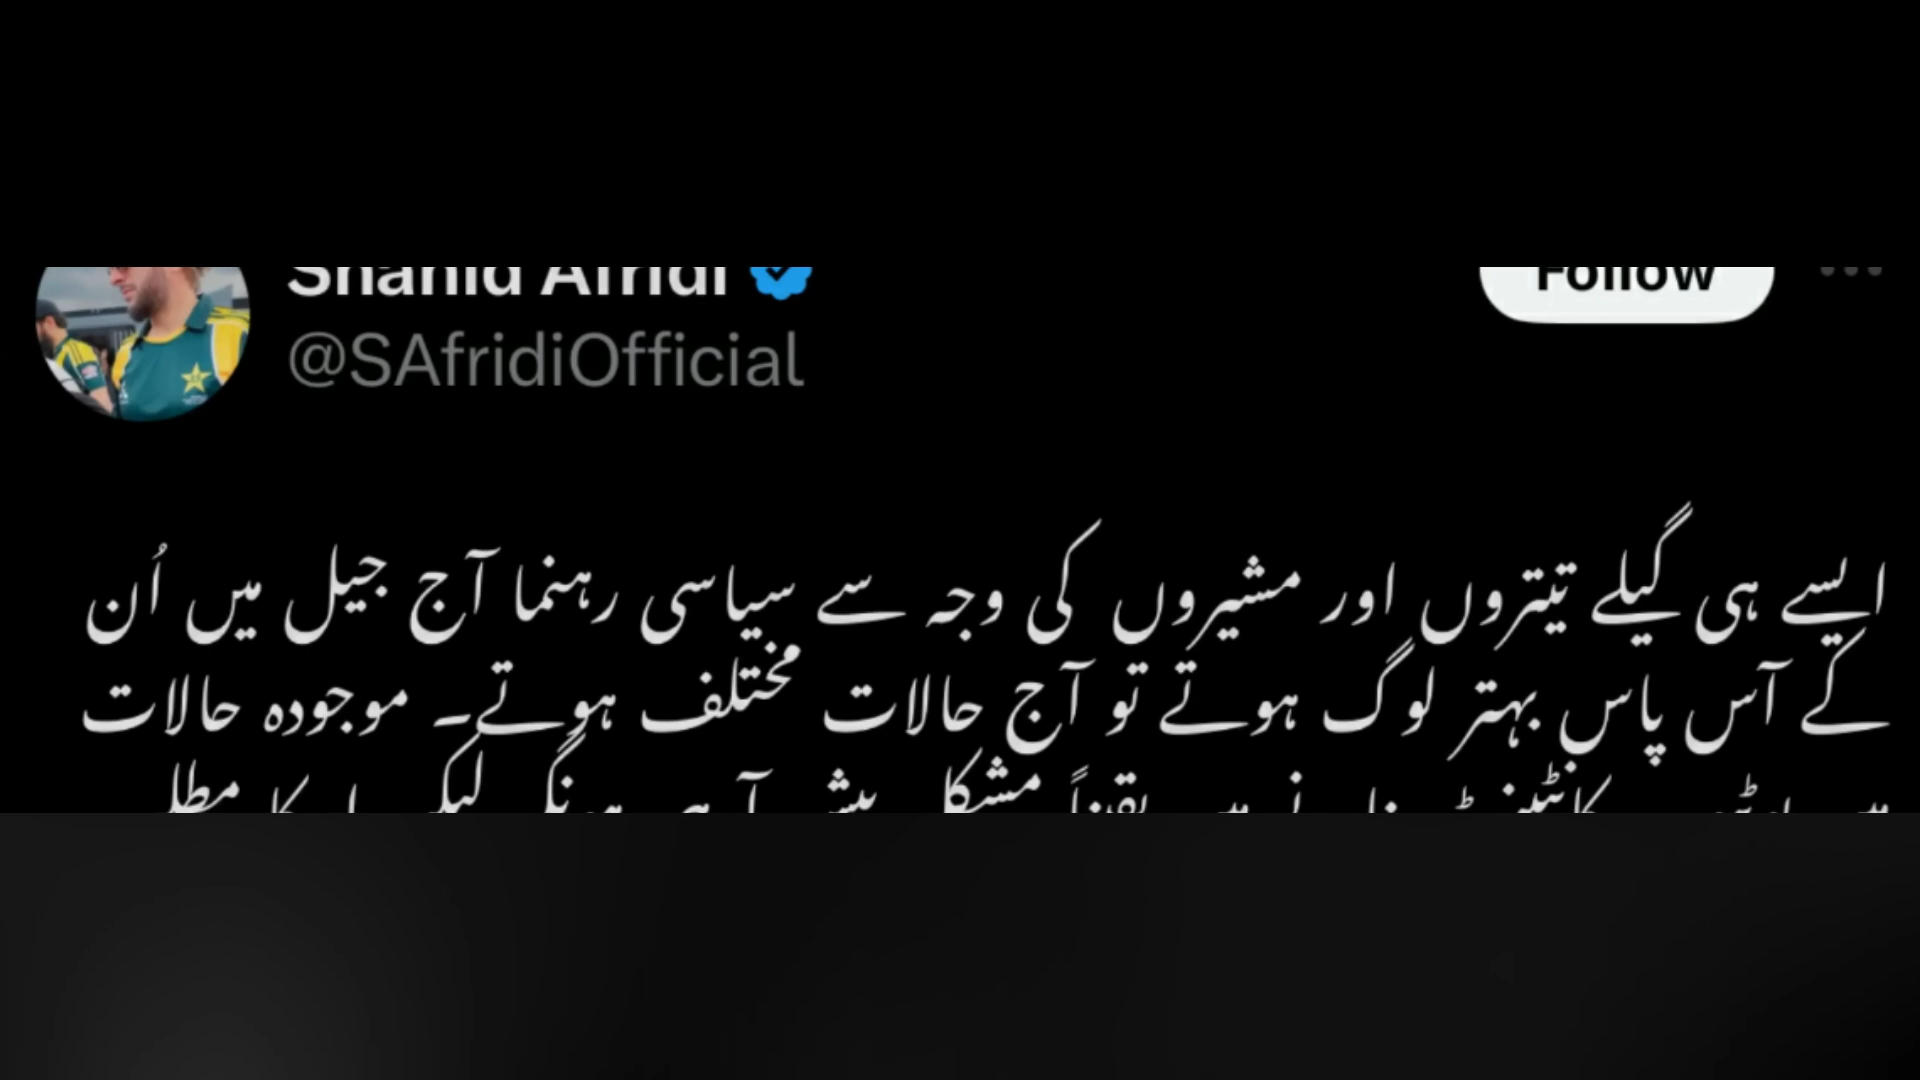 Shahid Afridi
Follow
@SAfridiOfficial
ایسے ہی گیلے تیتروں اور مشیروں کی وجہ سے سیاسی رہنما آج جیل میں اُن
کے آس پاس بہتر لوگ ہوتے تو آج حالات مختلف ہوتے۔ موجودہ حالات